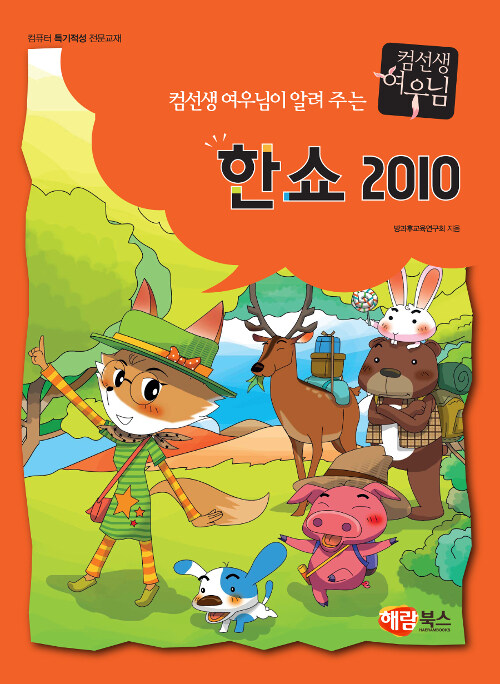 컴퓨터 특기적성 전문교재
컴선생
여우님
컴선생 여우님이 알려 주는
한쇼 2010
방과후교육연구회 지음
해람북스
HAERAMBOOKS